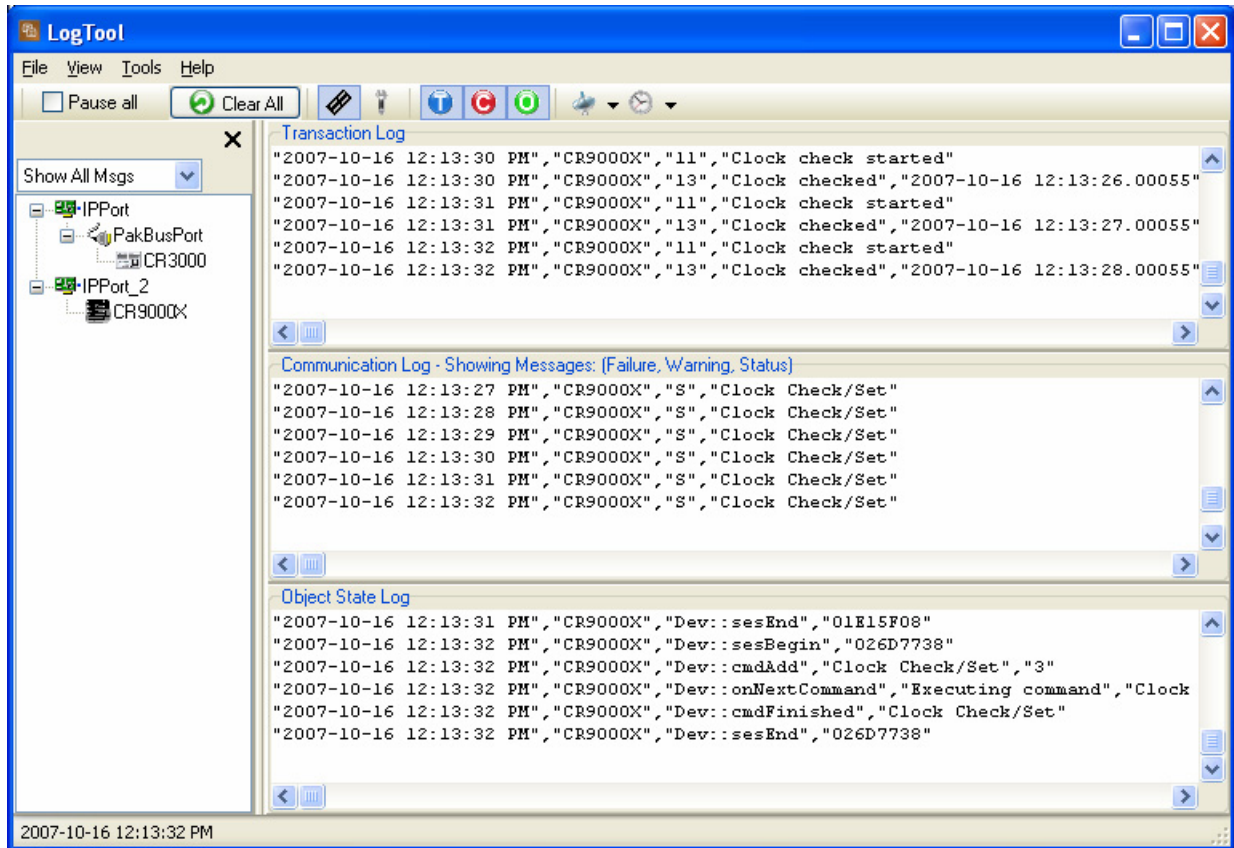 LogTool
File View Tools Help
Pause all Clear All T C O
Show All Msgs
IPPort
PakBusPort
CR3000
IPPort_2
CR9000X
Transaction Log
"2007-10-16 12:13:30 PM","CR9000X","11","Clock check started"
"2007-10-16 12:13:30 PM","CR9000X","13","Clock checked","2007-10-16 12:13:26.00055"
"2007-10-16 12:13:31 PM","CR9000X","11","Clock check started"
"2007-10-16 12:13:31 PM","CR9000X","13","Clock checked","2007-10-16 12:13:27.00055"
"2007-10-16 12:13:32 PM","CR9000X","11","Clock check started"
"2007-10-16 12:13:32 PM","CR9000X","13","Clock checked","2007-10-16 12:13:28.00055"
Communication Log - Showing Messages: (Failure, Warning, Status)
"2007-10-16 12:13:27 PM","CR9000X","S","Clock Check/Set"
"2007-10-16 12:13:28 PM","CR9000X","S","Clock Check/Set"
"2007-10-16 12:13:29 PM","CR9000X","S","Clock Check/Set"
"2007-10-16 12:13:30 PM","CR9000X","S","Clock Check/Set"
"2007-10-16 12:13:31 PM","CR9000X","S","Clock Check/Set"
"2007-10-16 12:13:32 PM","CR9000X","S","Clock Check/Set"
Object State Log
"2007-10-16 12:13:31 PM","CR9000X","Dev::sesEnd","01E15F08"
"2007-10-16 12:13:32 PM","CR9000X","Dev::sesBegin","026D7738"
"2007-10-16 12:13:32 PM","CR9000X","Dev::cmdAdd","Clock Check/Set","3"
"2007-10-16 12:13:32 PM","CR9000X","Dev::onNextCommand","Executing command","Clock
"2007-10-16 12:13:32 PM","CR9000X","Dev::cmdFinished","Clock Check/Set"
"2007-10-16 12:13:32 PM","CR9000X","Dev::sesEnd","026D7738"
2007-10-16 12:13:32 PM